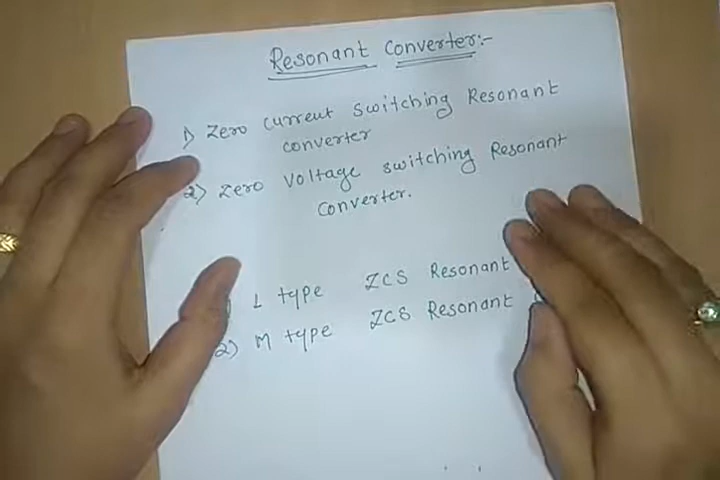 Resonant Converter:-
1) Zero current switching Resonant
converter
2) Zero Voltage switching Resonant
converter.
L type ZCS Resonant
2) M type ZCS Resonant